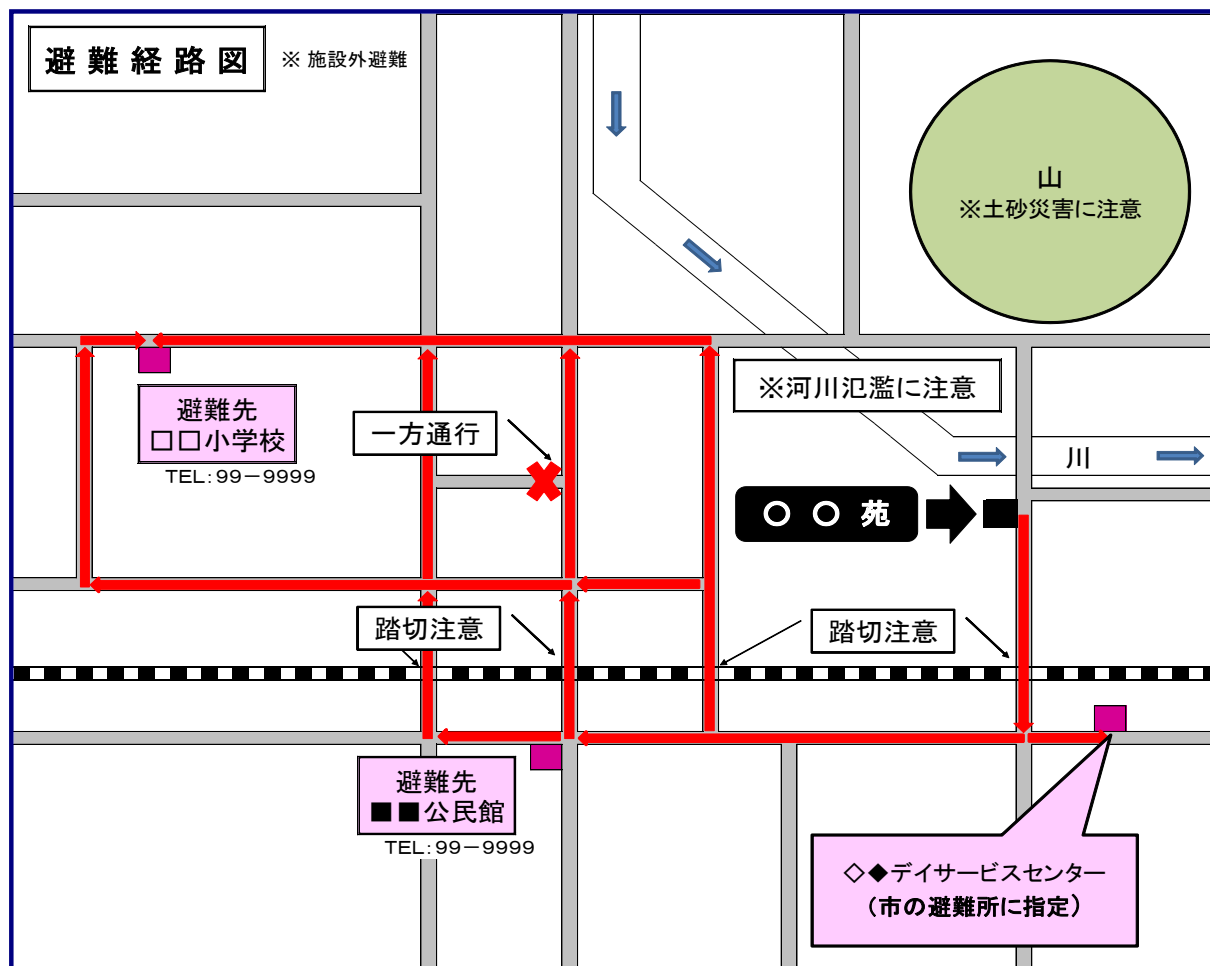 避難経路図
※ 施設外避難
山
※土砂災害に注意
※河川氾濫に注意
避難先
□□小学校
TEL:99-9999
一方通行
川
〇 〇 苑
踏切注意
踏切注意
避難先
■■公民館
TEL:99-9999
◇◆デイサービスセンター
(市の避難所に指定)